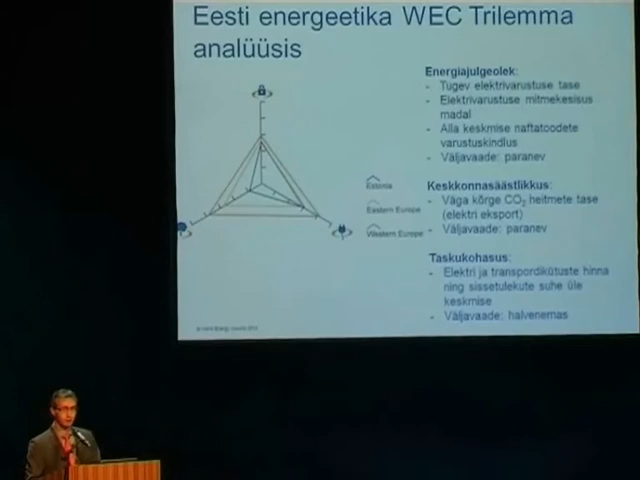 Eesti energeetika WEC Trilemma
analüüsis
Energiajulgeolek:
- Tugev elektrivarustuse tase
- Elektrivarustuse mitmekesisus
madal
- Alla keskmise naftatoodete
varustuskindlus
- Väljavaade: paranev
Estonia
Eastern Europe
Western Europe
Keskkonnasäästlikkus:
- Väga kõrge CO₂ heitmete tase
(elektri eksport)
- Väljavaade: paranev
Taskukohasus:
- Elektri ja transpordikütuste hinna
ning sissetulekute suhe üle
keskmise
- Väljavaade: halvenemas